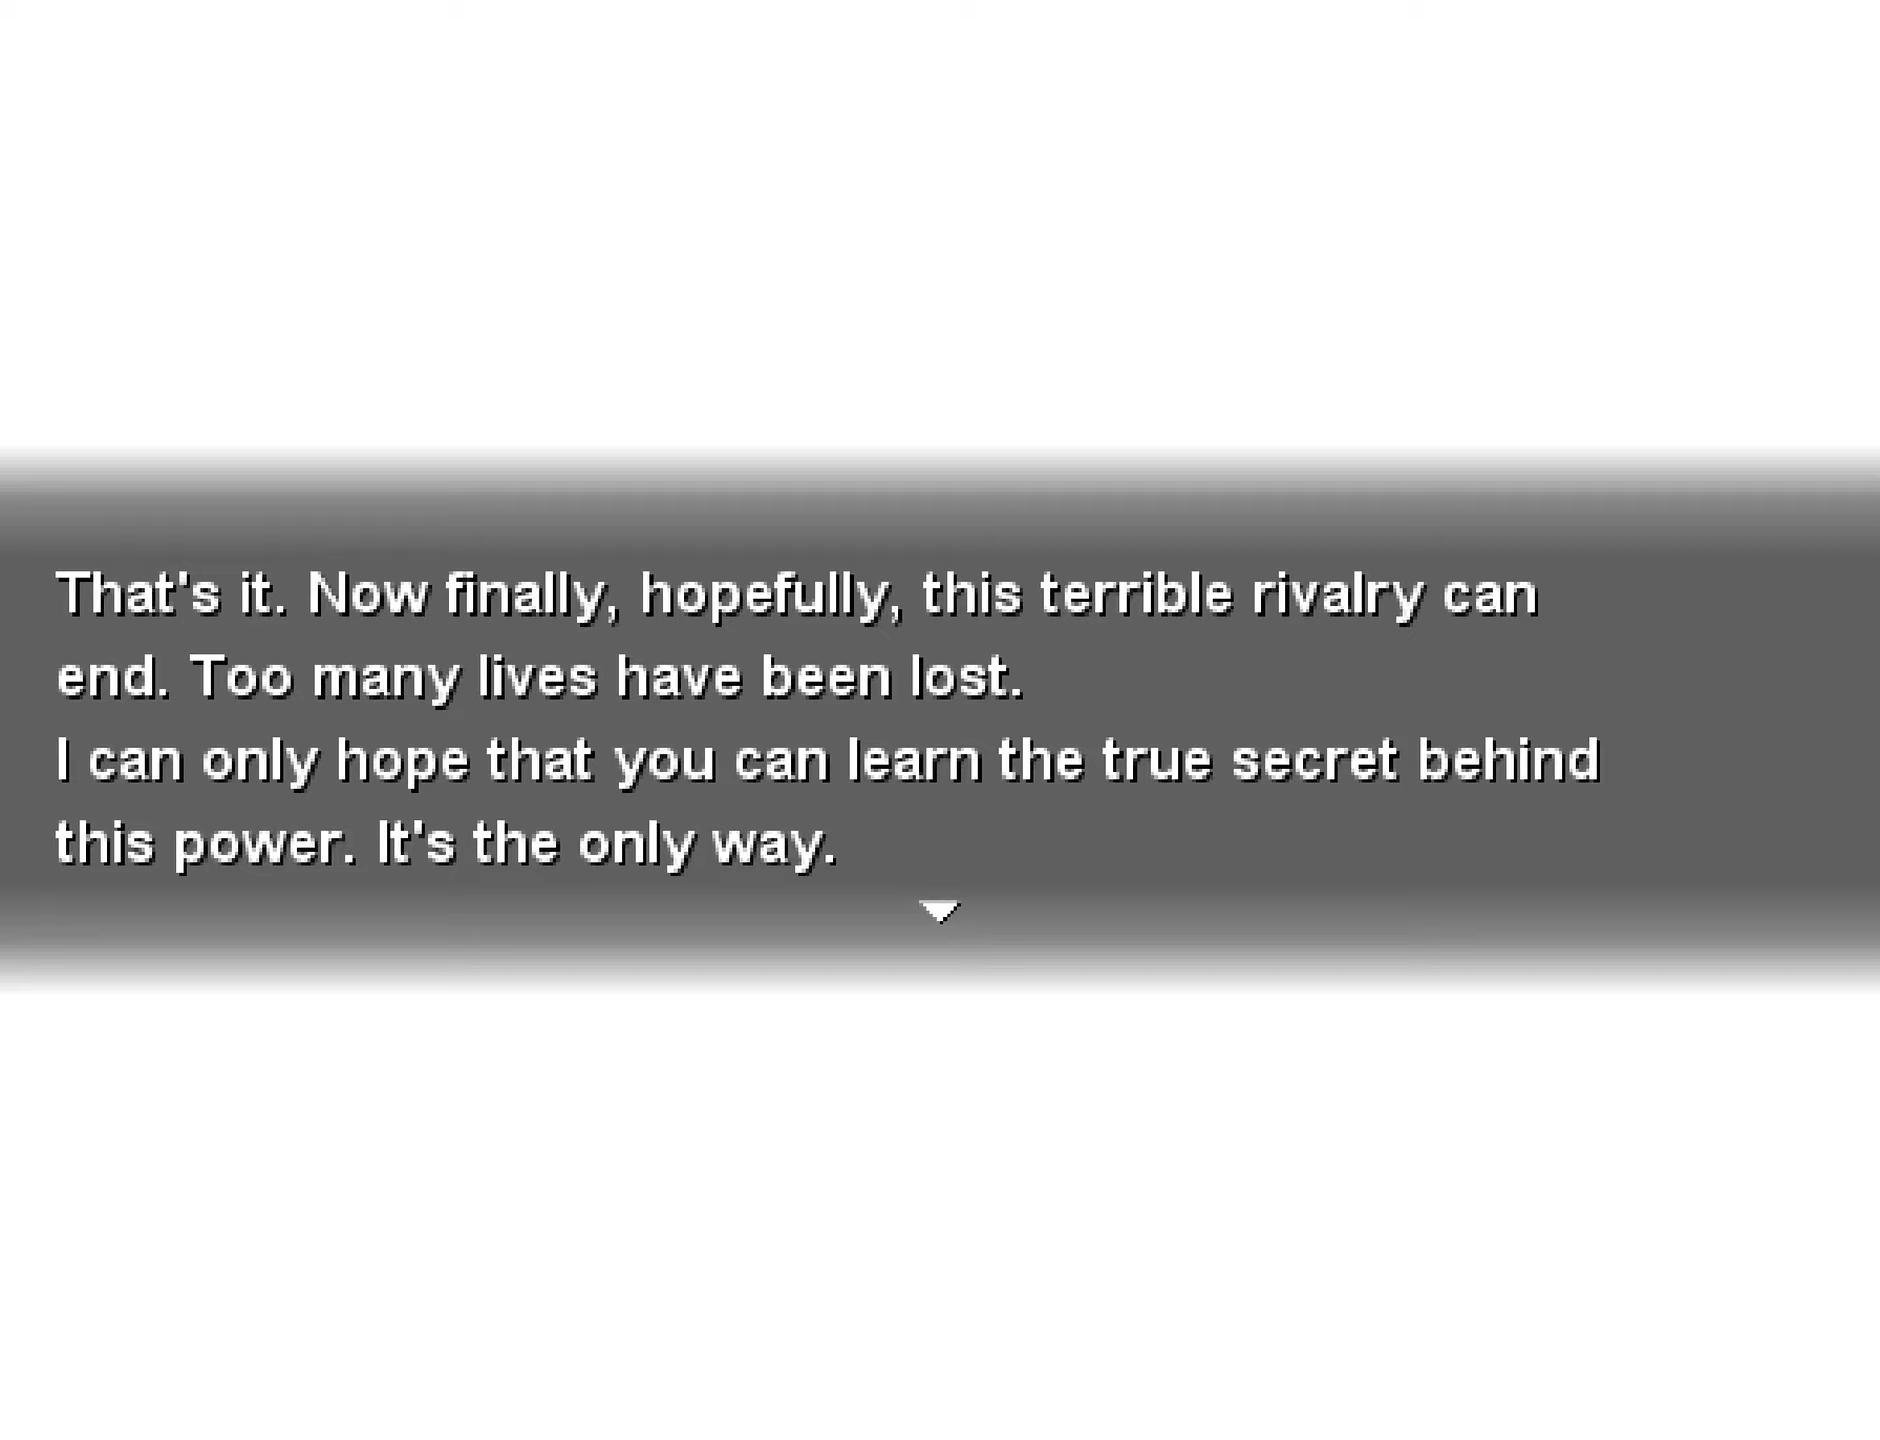 That's it. Now finally, hopefully, this terrible rivalry can
end. Too many lives have been lost.
I can only hope that you can learn the true secret behind
this power. It's the only way.